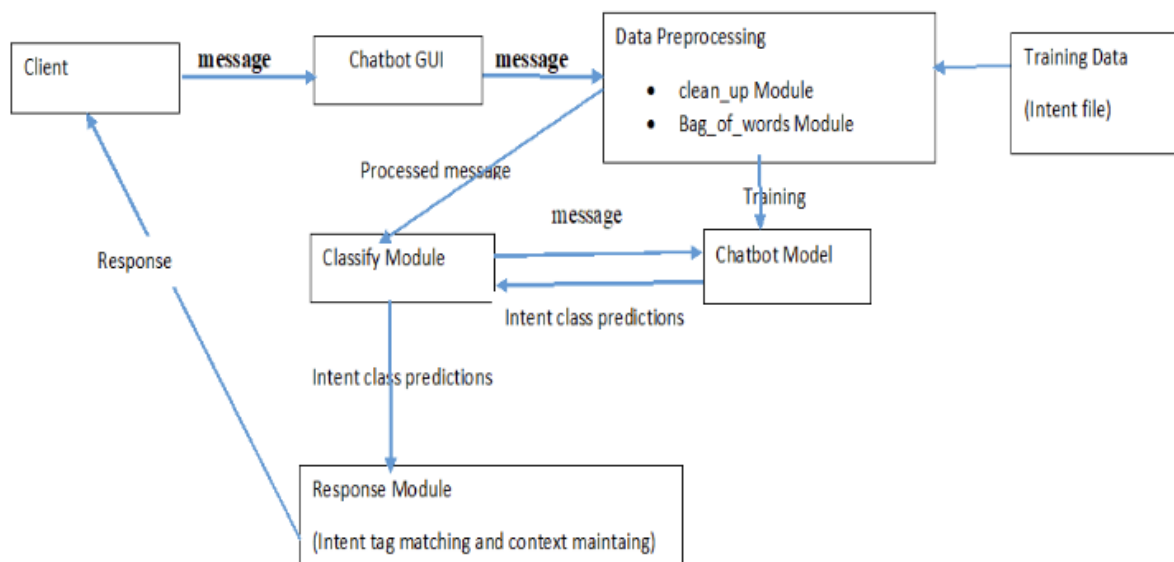 Client
message
Chatbot GUI
message
Data Preprocessing
• clean_up Module
• Bag_of_words Module
Training Data
(Intent file)
Processed message
Training
message
Classify Module
Chatbot Model
Response
Intent class predictions
Intent class predictions
Response Module
(Intent tag matching and context maintaing)